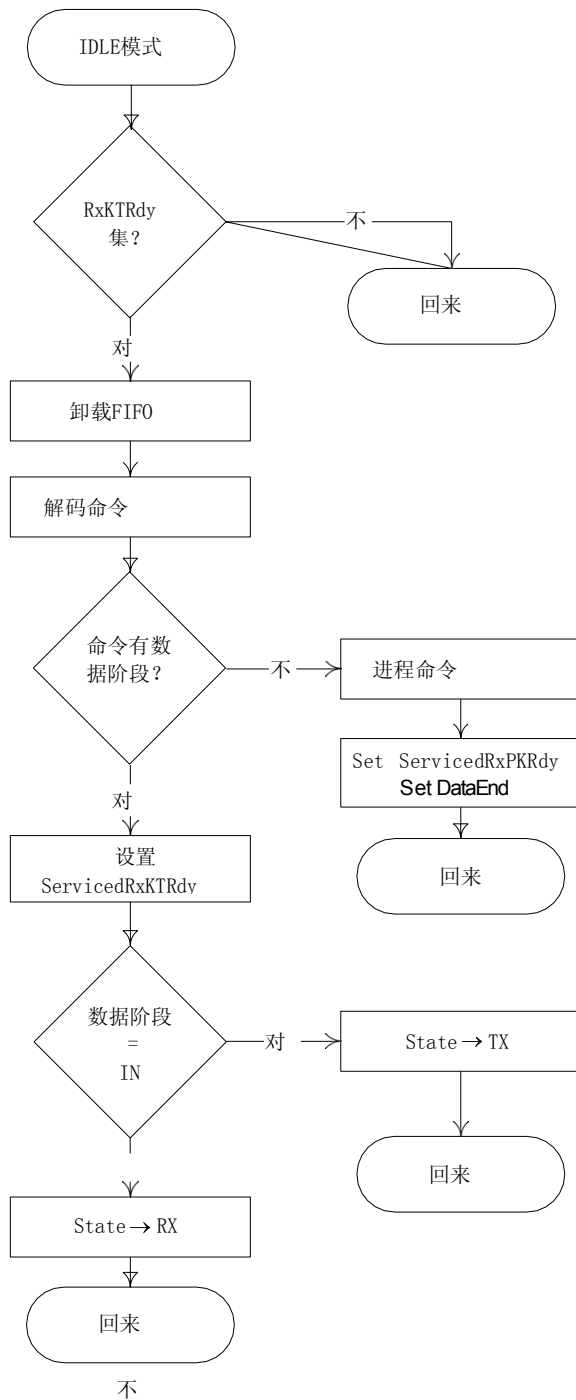 IDLE模式
RxKTRdy
集?
不
回来
对
卸载FIFO
解码命令
命令有数
据阶段?
不
进程命令
Set ServicedRxPKRdy
Set DataEnd
回来
对
设置
ServicedRxKTRdy
数据阶段
=
IN
对
State→TX
回来
State→RX
回来
不